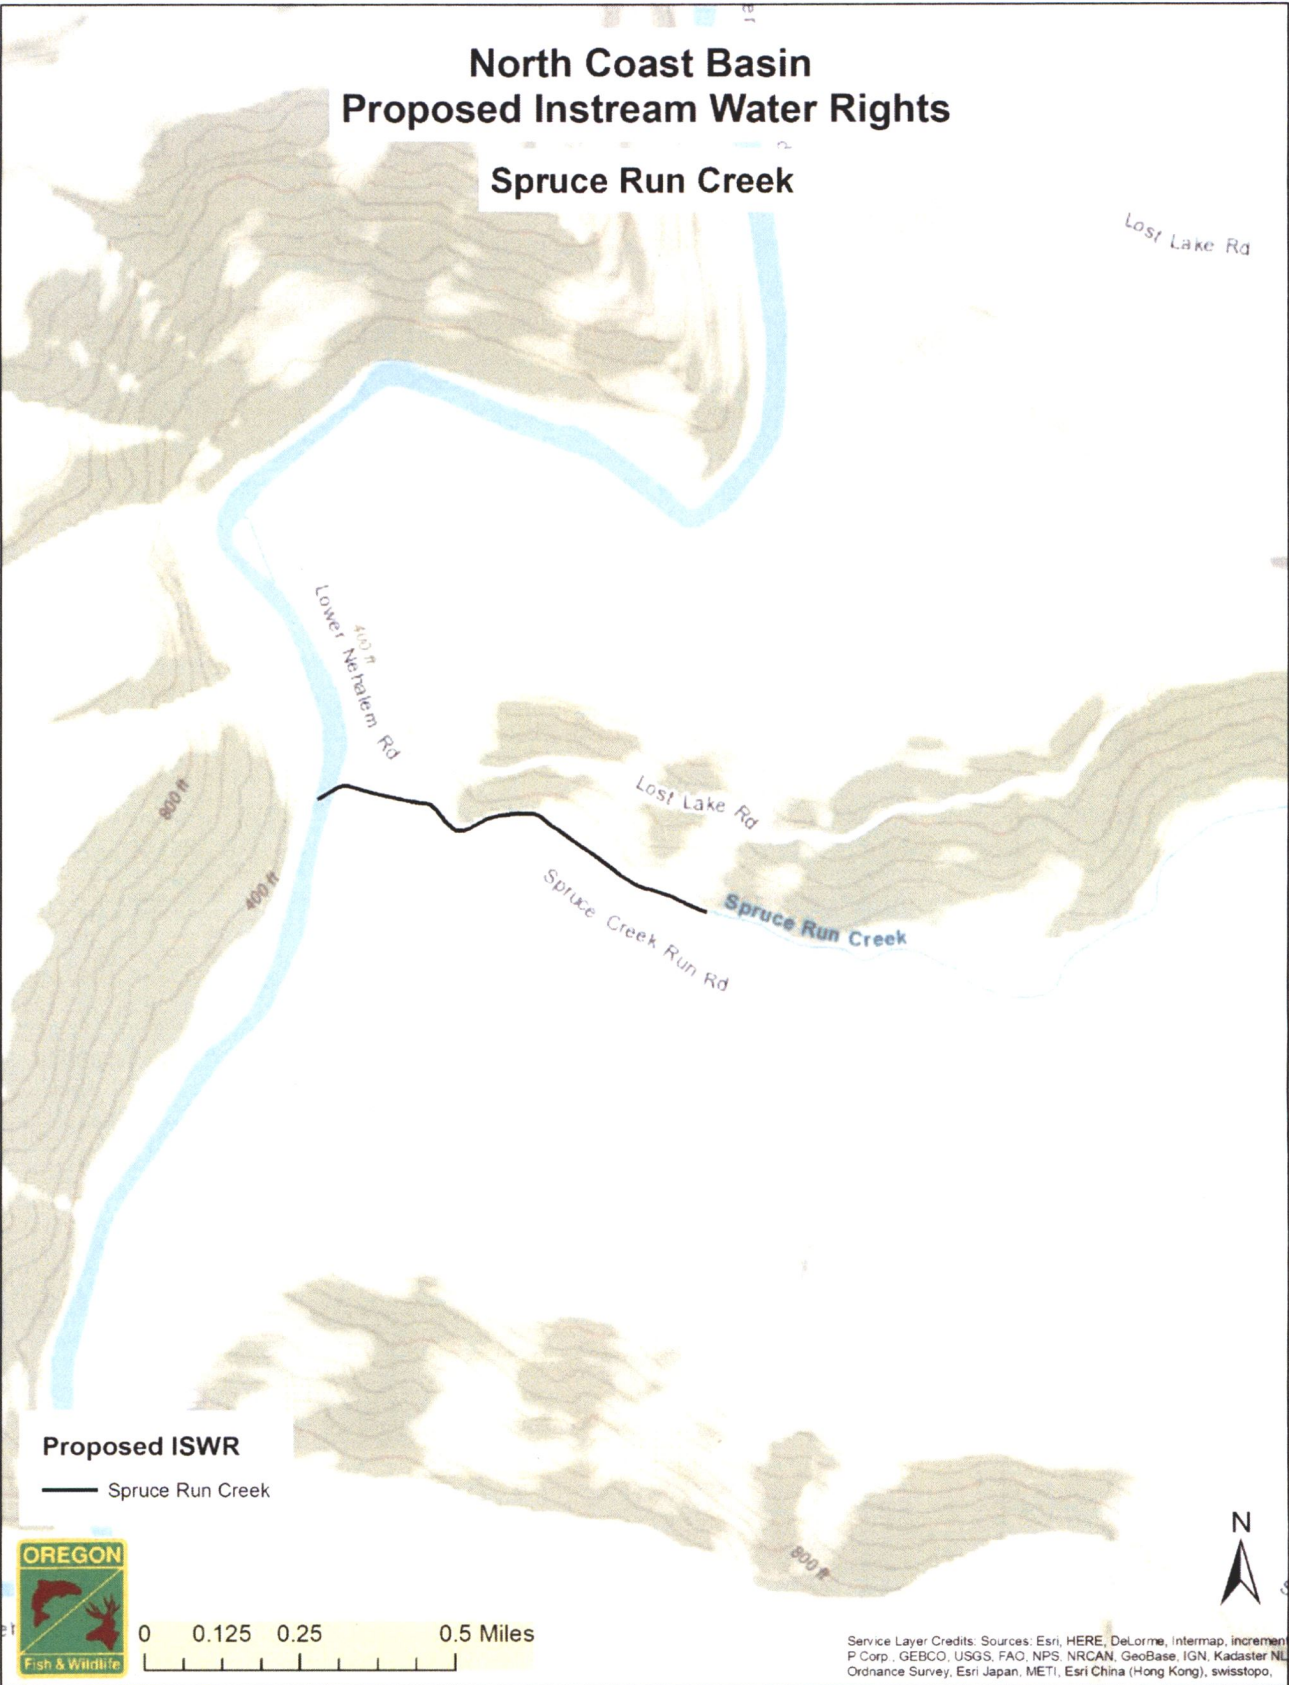 North Coast Basin
Proposed Instream Water Rights
Spruce Run Creek
Lost Lake Rd
Lower Nehalem Rd
400 ft
Lost Lake Rd
800 ft
400 ft
Spruce Creek Run Rd
Spruce Run Creek
800 ft
Proposed ISWR
Spruce Run Creek
N
OREGON
Fish & Wildlife
0 0.125 0.25 0.5 Miles
Service Layer Credits: Sources: Esri, HERE, DeLorme, Intermap, increment
P Corp., GEBCO, USGS, FAO, NPS, NRCAN, GeoBase, IGN, Kadaster NL
Ordnance Survey, Esri Japan, METI, Esri China (Hong Kong), swisstopo,